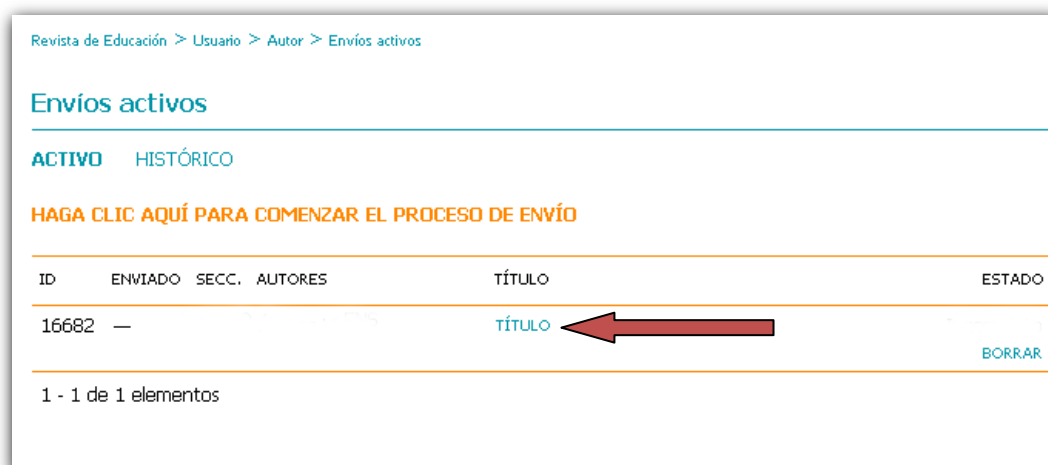 Revista de Educación > Usuario > Autor > Envíos activos
Envíos activos
ACTIVO HISTÓRICO
HAGA CLIC AQUÍ PARA COMENZAR EL PROCESO DE ENVÍO
ID ENVIADO SECC. AUTORES TÍTULO ESTADO
16682 — TÍTULO
BORRAR
1 - 1 de 1 elementos